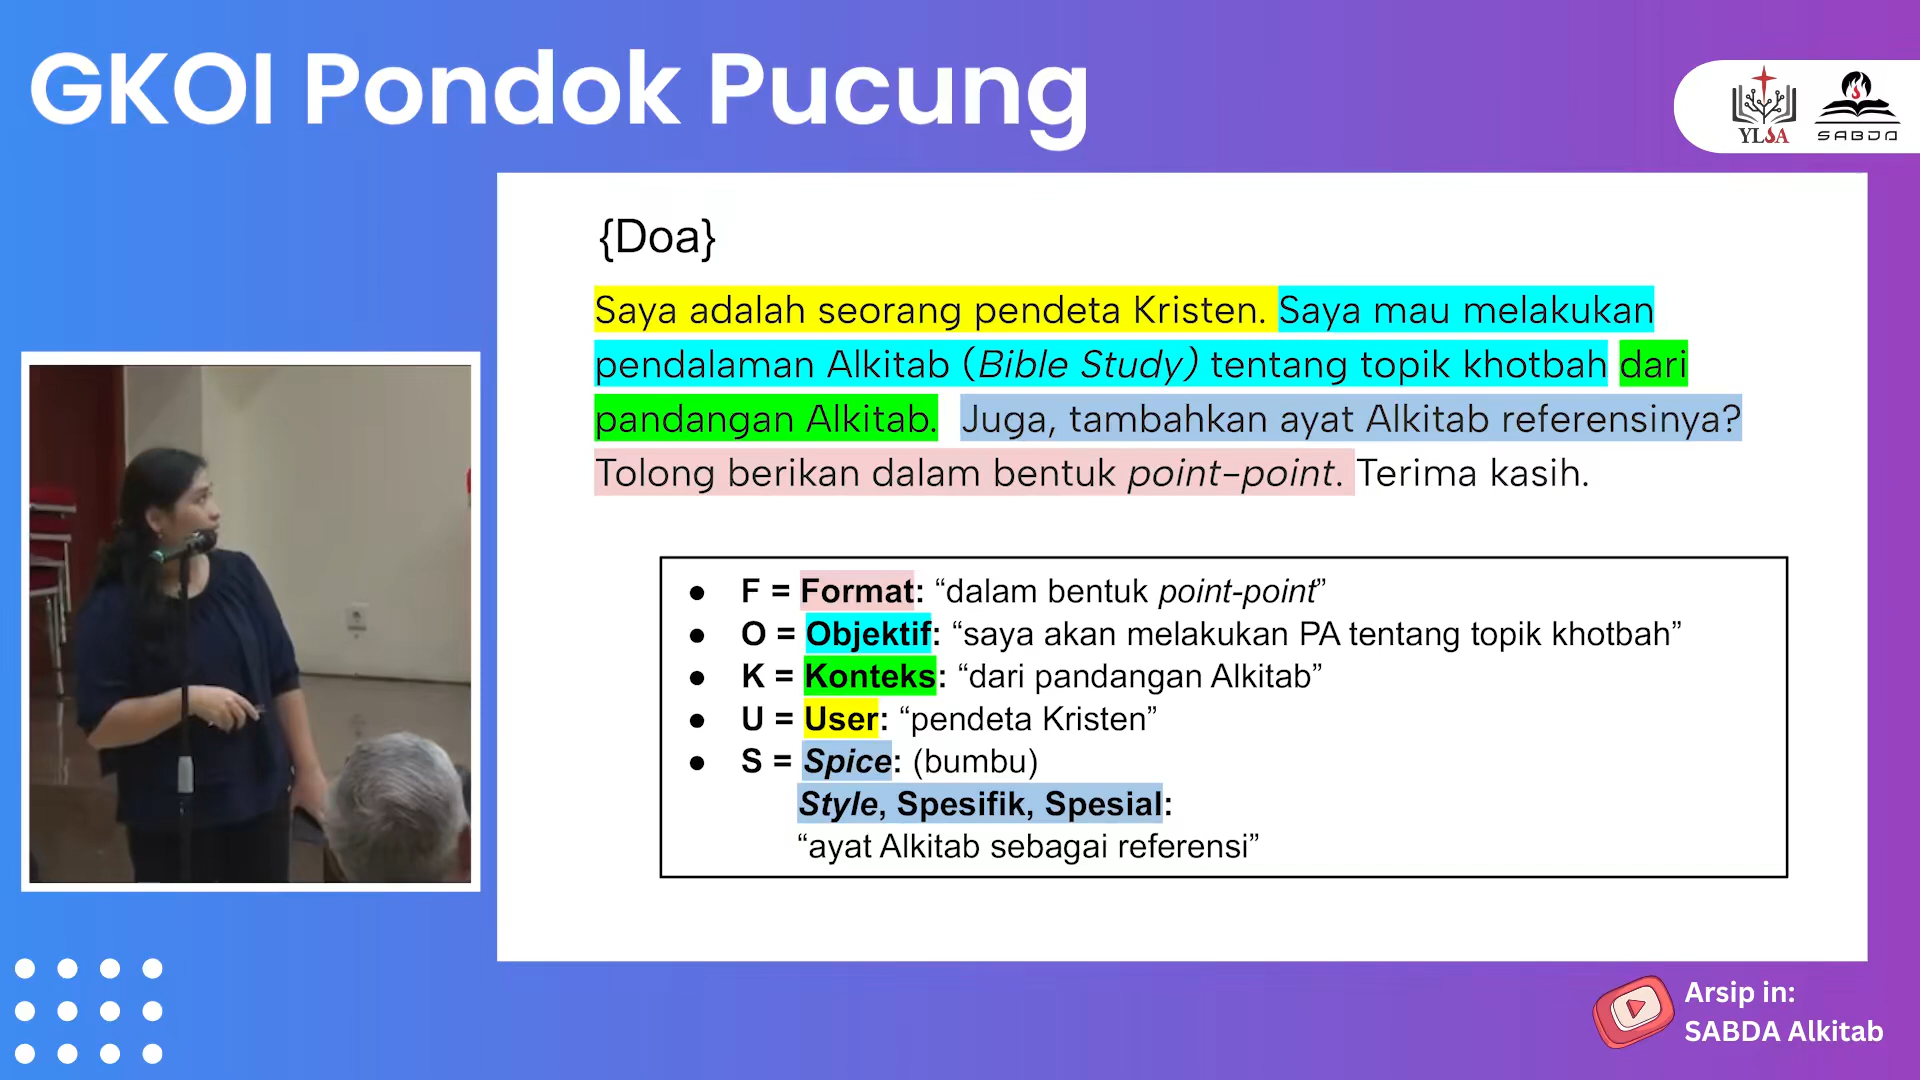 GKOI Pondok Pucung
YLSA SABDA
{Doa}
Saya adalah seorang pendeta Kristen. Saya mau melakukan
pendalaman Alkitab (Bible Study) tentang topik khotbah dari
pandangan Alkitab. Juga, tambahkan ayat Alkitab referensinya?
Tolong berikan dalam bentuk point-point. Terima kasih.
● F = Format: “dalam bentuk point-point”
● O = Objektif: “saya akan melakukan PA tentang topik khotbah”
● K = Konteks: “dari pandangan Alkitab”
● U = User: “pendeta Kristen”
● S = Spice: (bumbu)
Style, Spesifik, Spesial:
“ayat Alkitab sebagai referensi”
Arsip in:
SABDA Alkitab